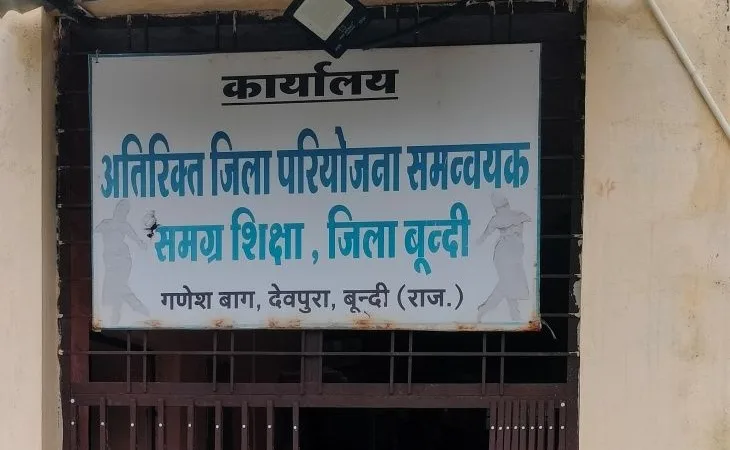 कार्यालय
अतिरिक्त जिला परियोजना समन्वयक
समग्र शिक्षा , जिला बून्दी
गणेश बाग, देवपुरा, बून्दी (राज.)